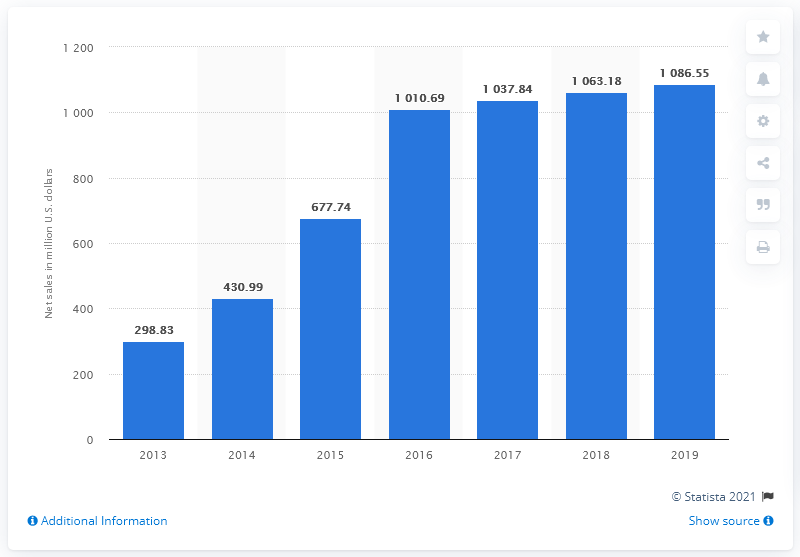 Net sales in million U.S. dollars
1 200
1 000
800
600
400
200
0
298.83
430.99
677.74
1 010.69
1 037.84
1 063.18
1 086.55
2013 2014 2015 2016 2017 2018 2019
© Statista 2021
Additional Information
Show source